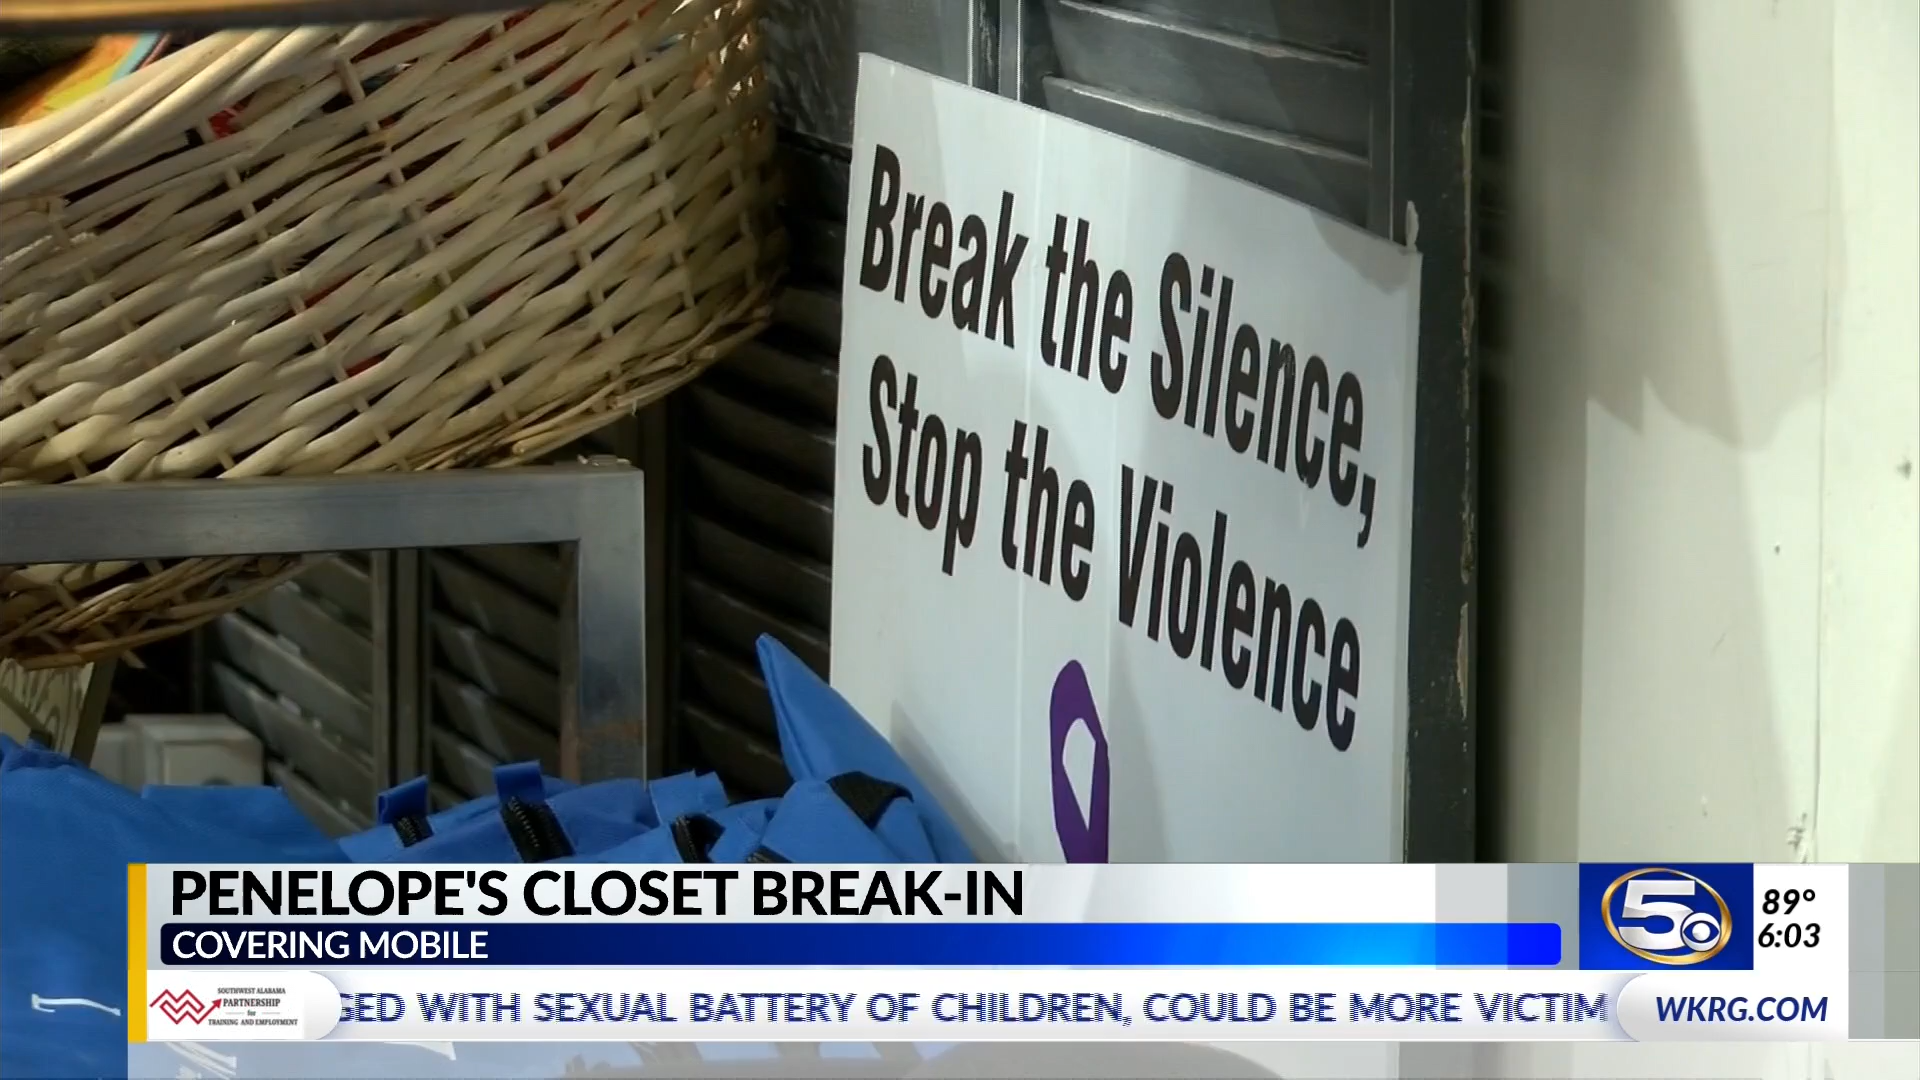 Break the Silence,
Stop the Violence
PENELOPE'S CLOSET BREAK-IN
COVERING MOBILE
5
89°
6:03
SOUTHWEST ALABAMA
PARTNERSHIP
for
TRAINING AND EMPLOYMENT
GED WITH SEXUAL BATTERY OF CHILDREN, COULD BE MORE VICTIM
WKRG.COM